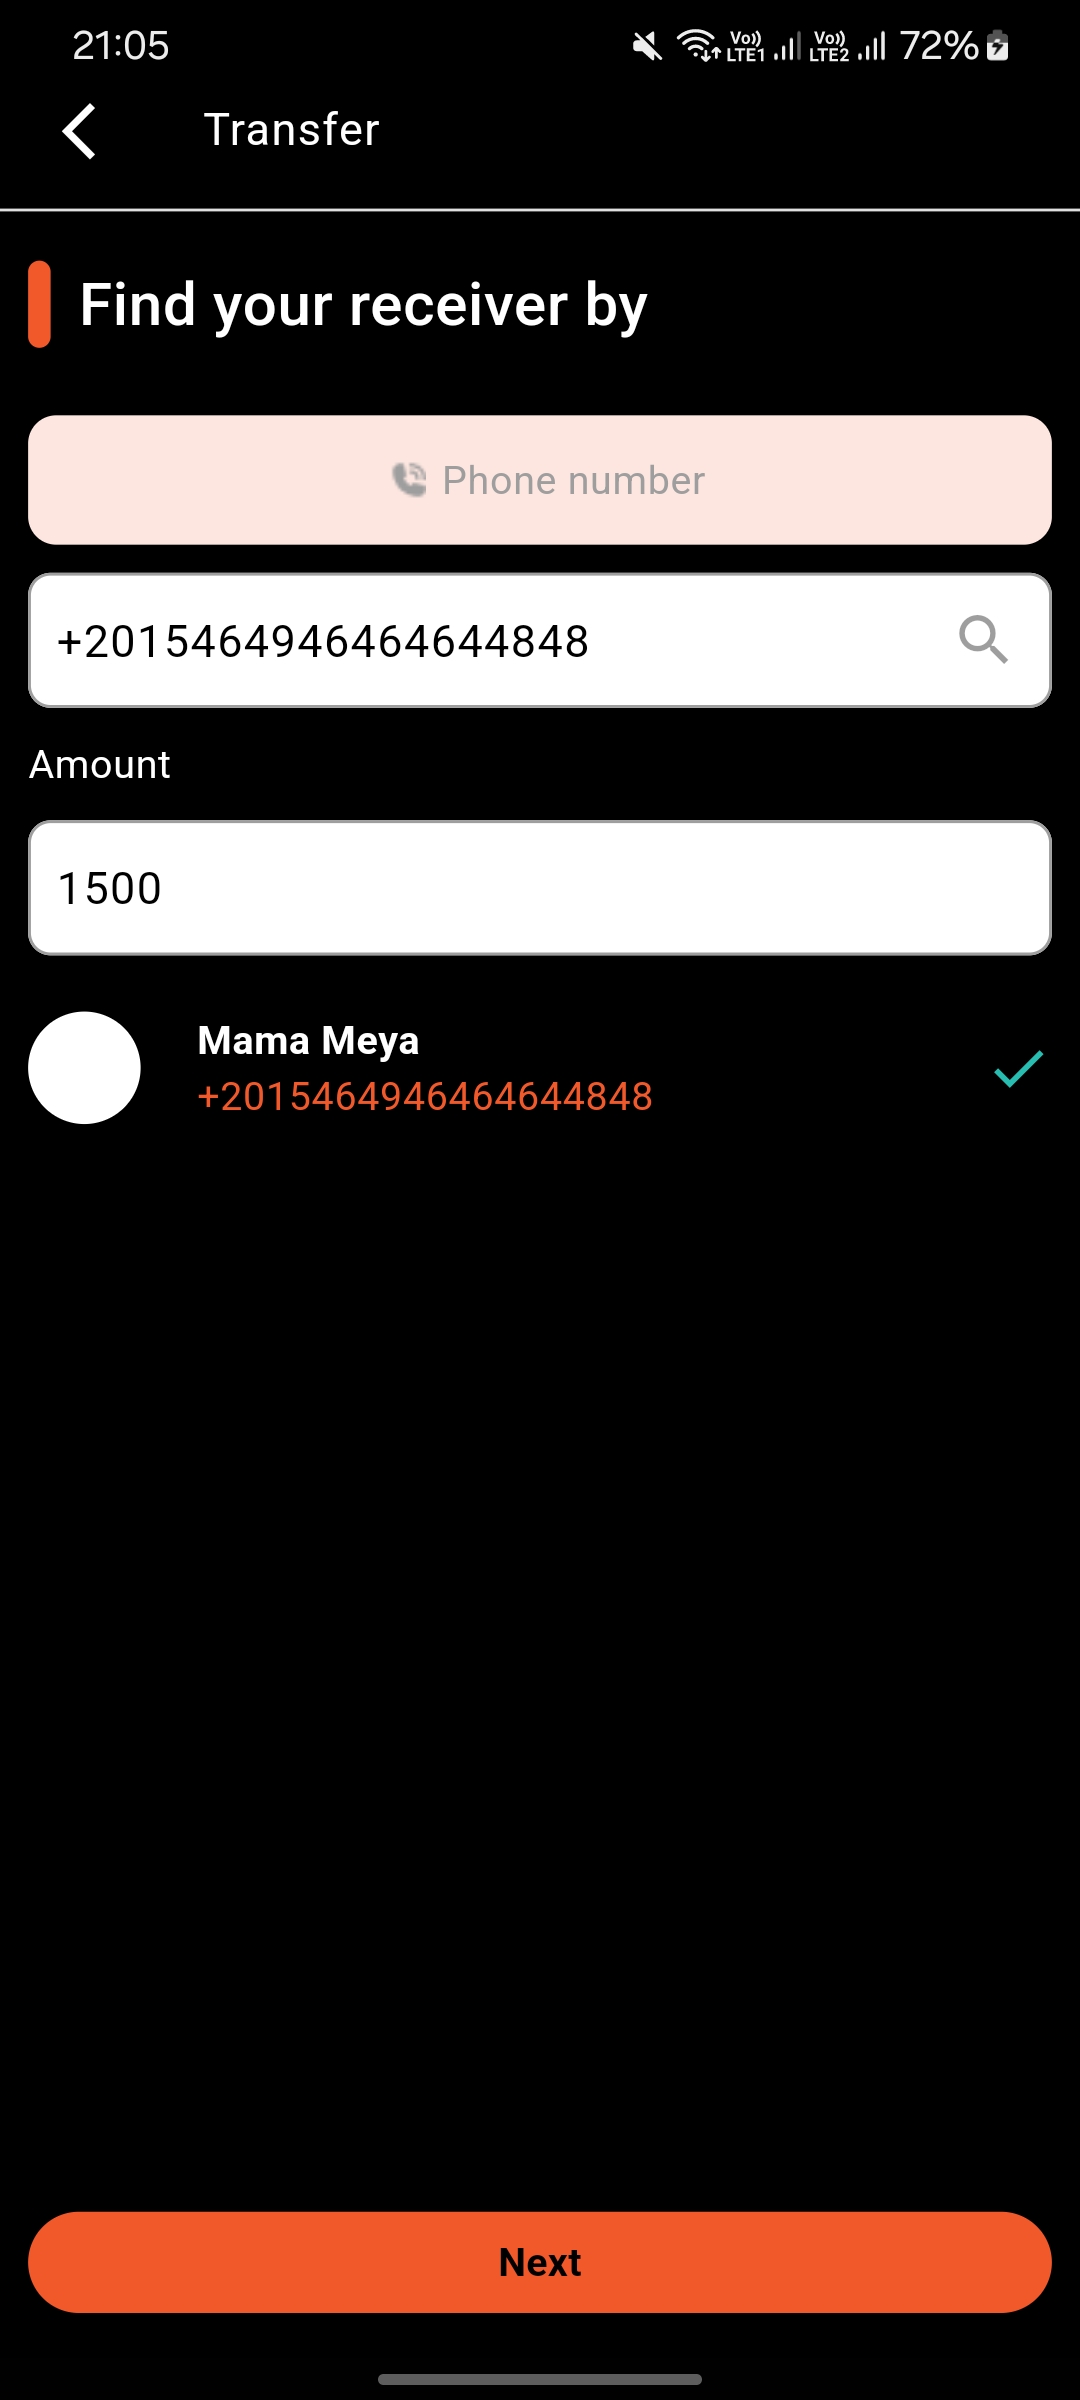 21:05
Vo)) LTE1 Vo)) LTE2 72%
Transfer
Find your receiver by
Phone number
+2015464946464644848
Amount
1500
Mama Meya
+2015464946464644848
Next